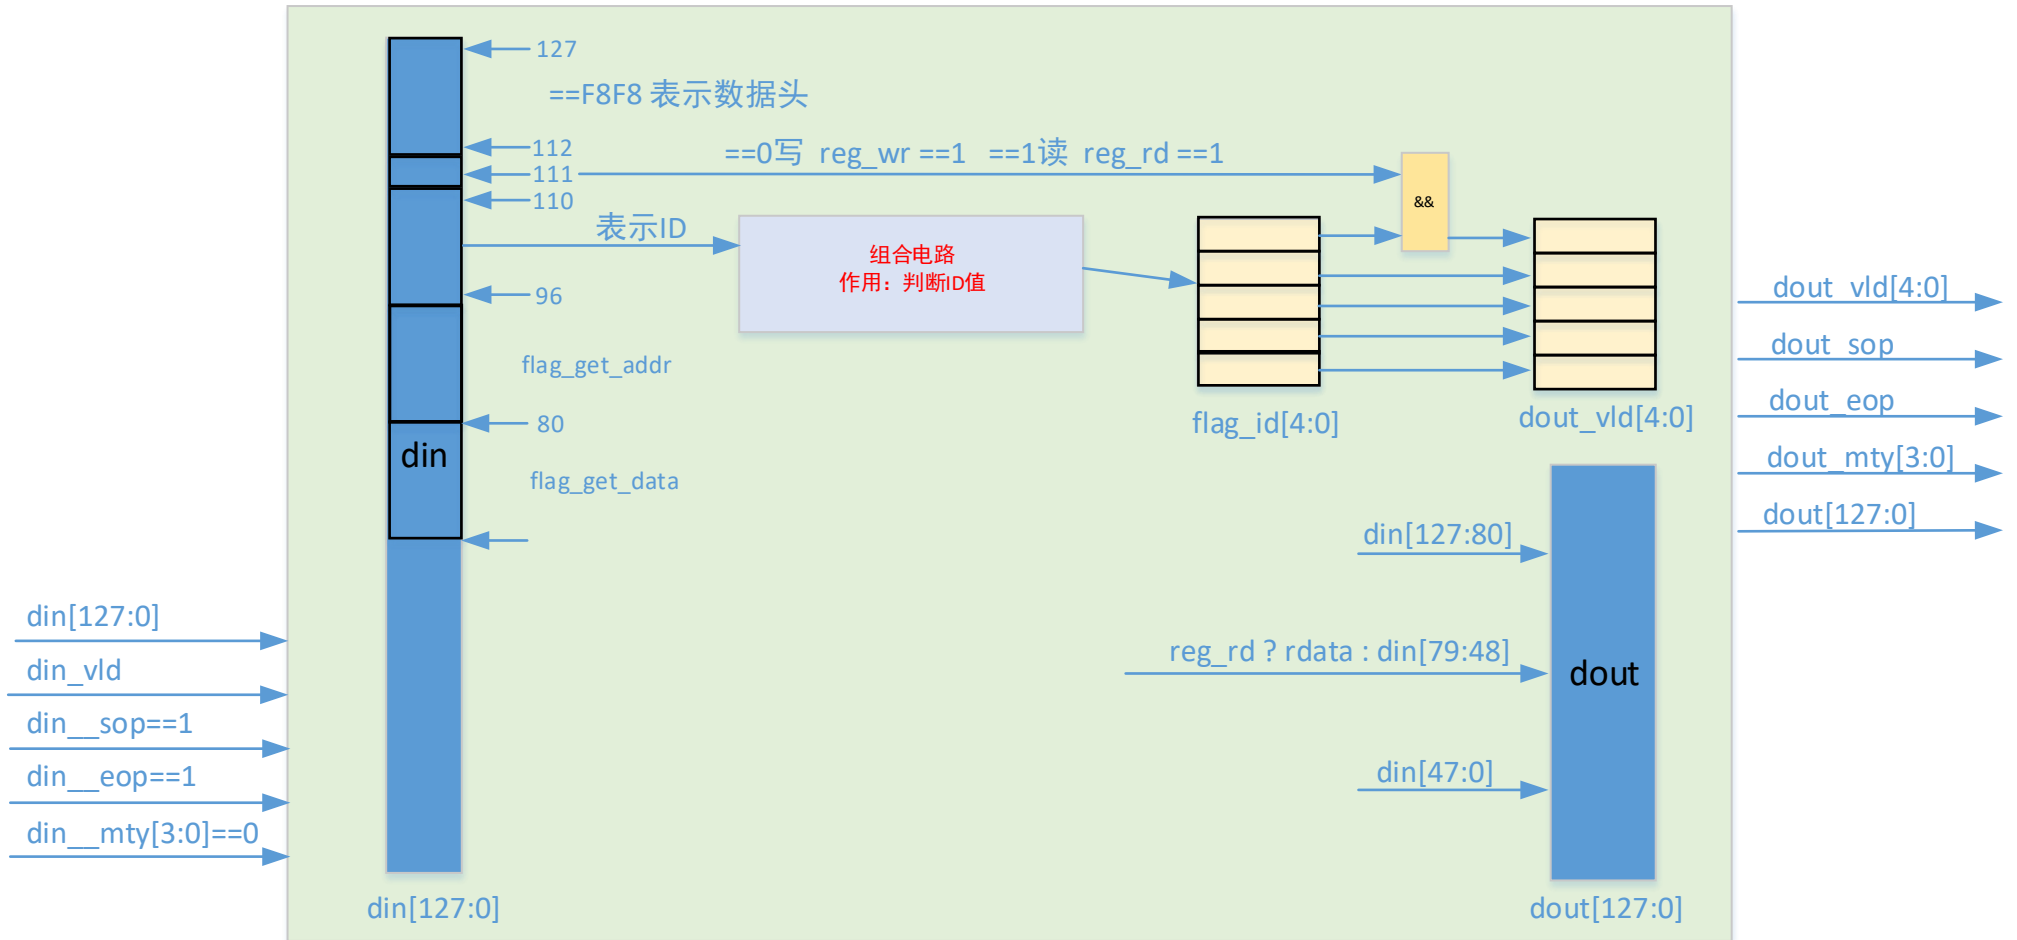 127
==F8F8 表示数据头
112
111
==0写 reg_wr ==1 ==1读 reg_rd ==1
110
&&
表示ID
组合电路
作用：判断ID值
96
flag_get_addr
80
flag_id[4:0]
dout_vld[4:0]
din
flag_get_data
dout_vld[4:0]
dout_sop
dout_eop
dout_mty[3:0]
dout[127:0]
din[127:80]
reg_rd ? rdata : din[79:48]
dout
din[47:0]
din[127:0]
din_vld
din__sop==1
din__eop==1
din__mty[3:0]==0
din[127:0]
dout[127:0]